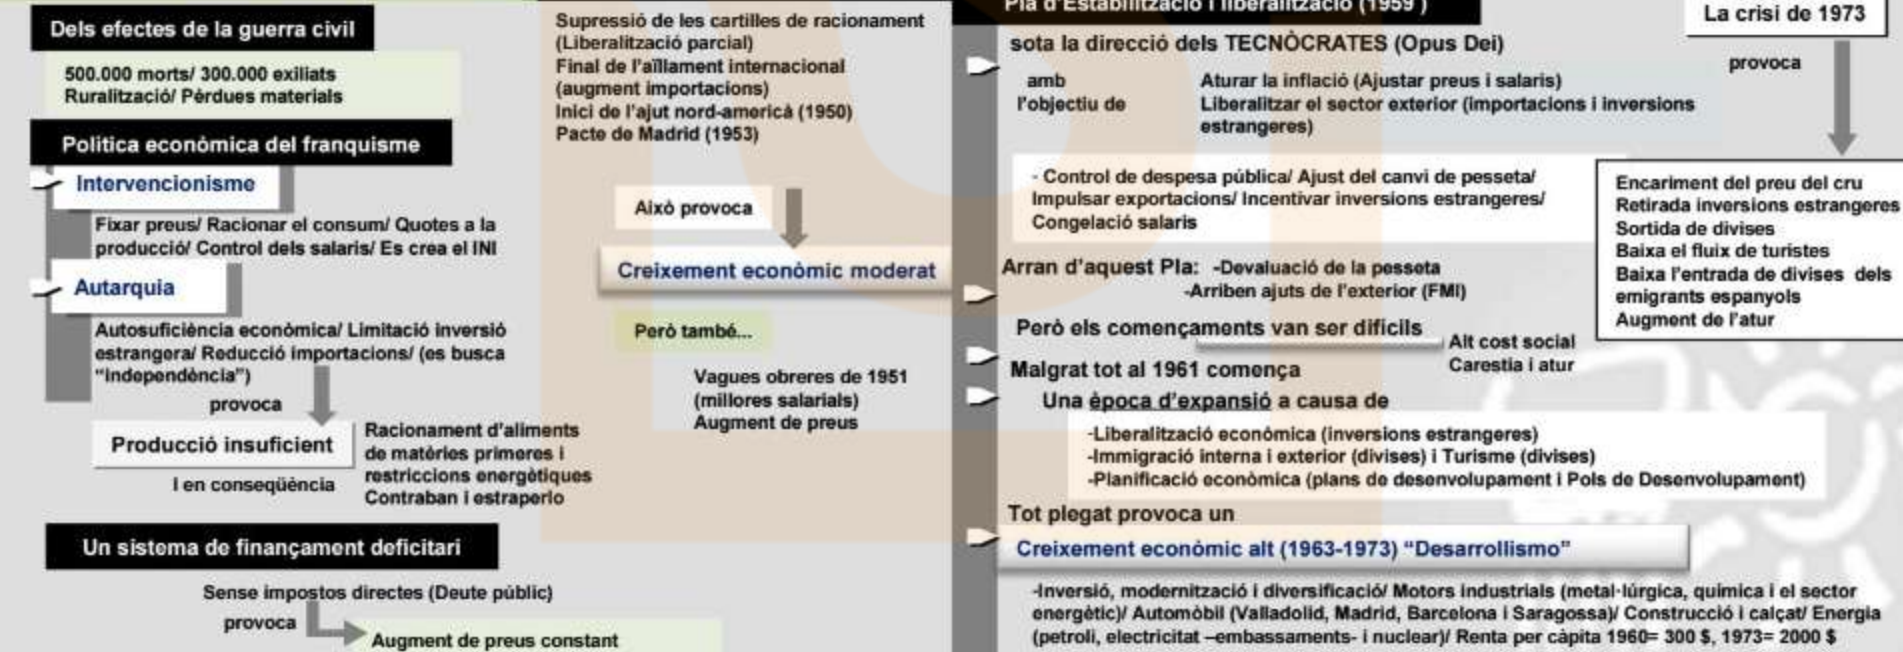 Dels efectes de la guerra civil
500.000 morts/ 300.000 exiliats
Ruralització/ Pèrdues materials
Política econòmica del franquisme
Intervencionisme
Fixar preus/ Racionar el consum/ Quotes a la
producció/ Control dels salaris/ Es crea el INI
Autarquia
Autosuficiència econòmica/ Limitació inversió
estrangera/ Reducció importacions/ (es busca
"independència")
provoca
Producció insuficient
I en conseqüència
Racionament d'aliments
de matèries primeres i
restriccions energètiques
Contraban i estraperlo
Un sistema de finançament deficitari
Sense impostos directes (Deute públic)
provoca
Augment de preus constant
Supressió de les cartilles de racionament
(Liberalització parcial)
Final de l'aïllament internacional
(augment importacions)
Inici de l'ajut nord-americà (1950)
Pacte de Madrid (1953)
Això provoca
Creixement econòmic moderat
Però també...
Vagues obreres de 1951
(millores salarials)
Augment de preus
Pla d'Estabilització i liberalització (1959 )
sota la direcció dels TECNÒCRATES (Opus Dei)
amb
l'objectiu de
Aturar la inflació (Ajustar preus i salaris)
Liberalitzar el sector exterior (importacions i inversions
estrangeres)
- Control de despesa pública/ Ajust del canvi de pesseta/
Impulsar exportacions/ Incentivar inversions estrangeres/
Congelació salaris
Arran d'aquest Pla: -Devaluació de la pesseta
-Arriben ajuts de l'exterior (FMI)
Però els començaments van ser difícils
Alt cost social
Carestia i atur
Malgrat tot al 1961 comença
Una època d'expansió a causa de
-Liberalització econòmica (inversions estrangeres)
-Immigració interna i exterior (divises) i Turisme (divises)
-Planificació econòmica (plans de desenvolupament i Pols de Desenvolupament)
Tot plegat provoca un
Creixement econòmic alt (1963-1973) "Desarrollismo"
-Inversió, modernització i diversificació/ Motors industrials (metal·lúrgica, química i el sector
energètic)/ Automòbil (Valladolid, Madrid, Barcelona i Saragossa)/ Construcció i calçat/ Energia
(petroli, electricitat –embassaments- i nuclear)/ Renta per càpita 1960= 300 $, 1973= 2000 $
La crisi de 1973
provoca
Encariment del preu del cru
Retirada inversions estrangeres
Sortida de divises
Baixa el fluix de turistes
Baixa l'entrada de divises dels
emigrants espanyols
Augment de l'atur